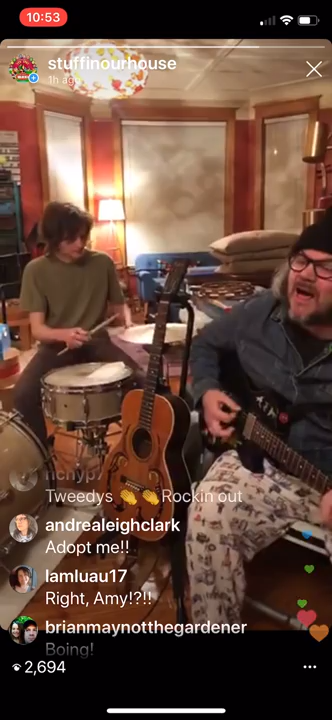 10:53
stuffinourhouse
1h ago
Tweedys 👏👏Rockin out
andrealeighclark
Adopt me!!
lamluau17
Right, Amy!?!!
brianmaynotthegardener
Boing!
2,694